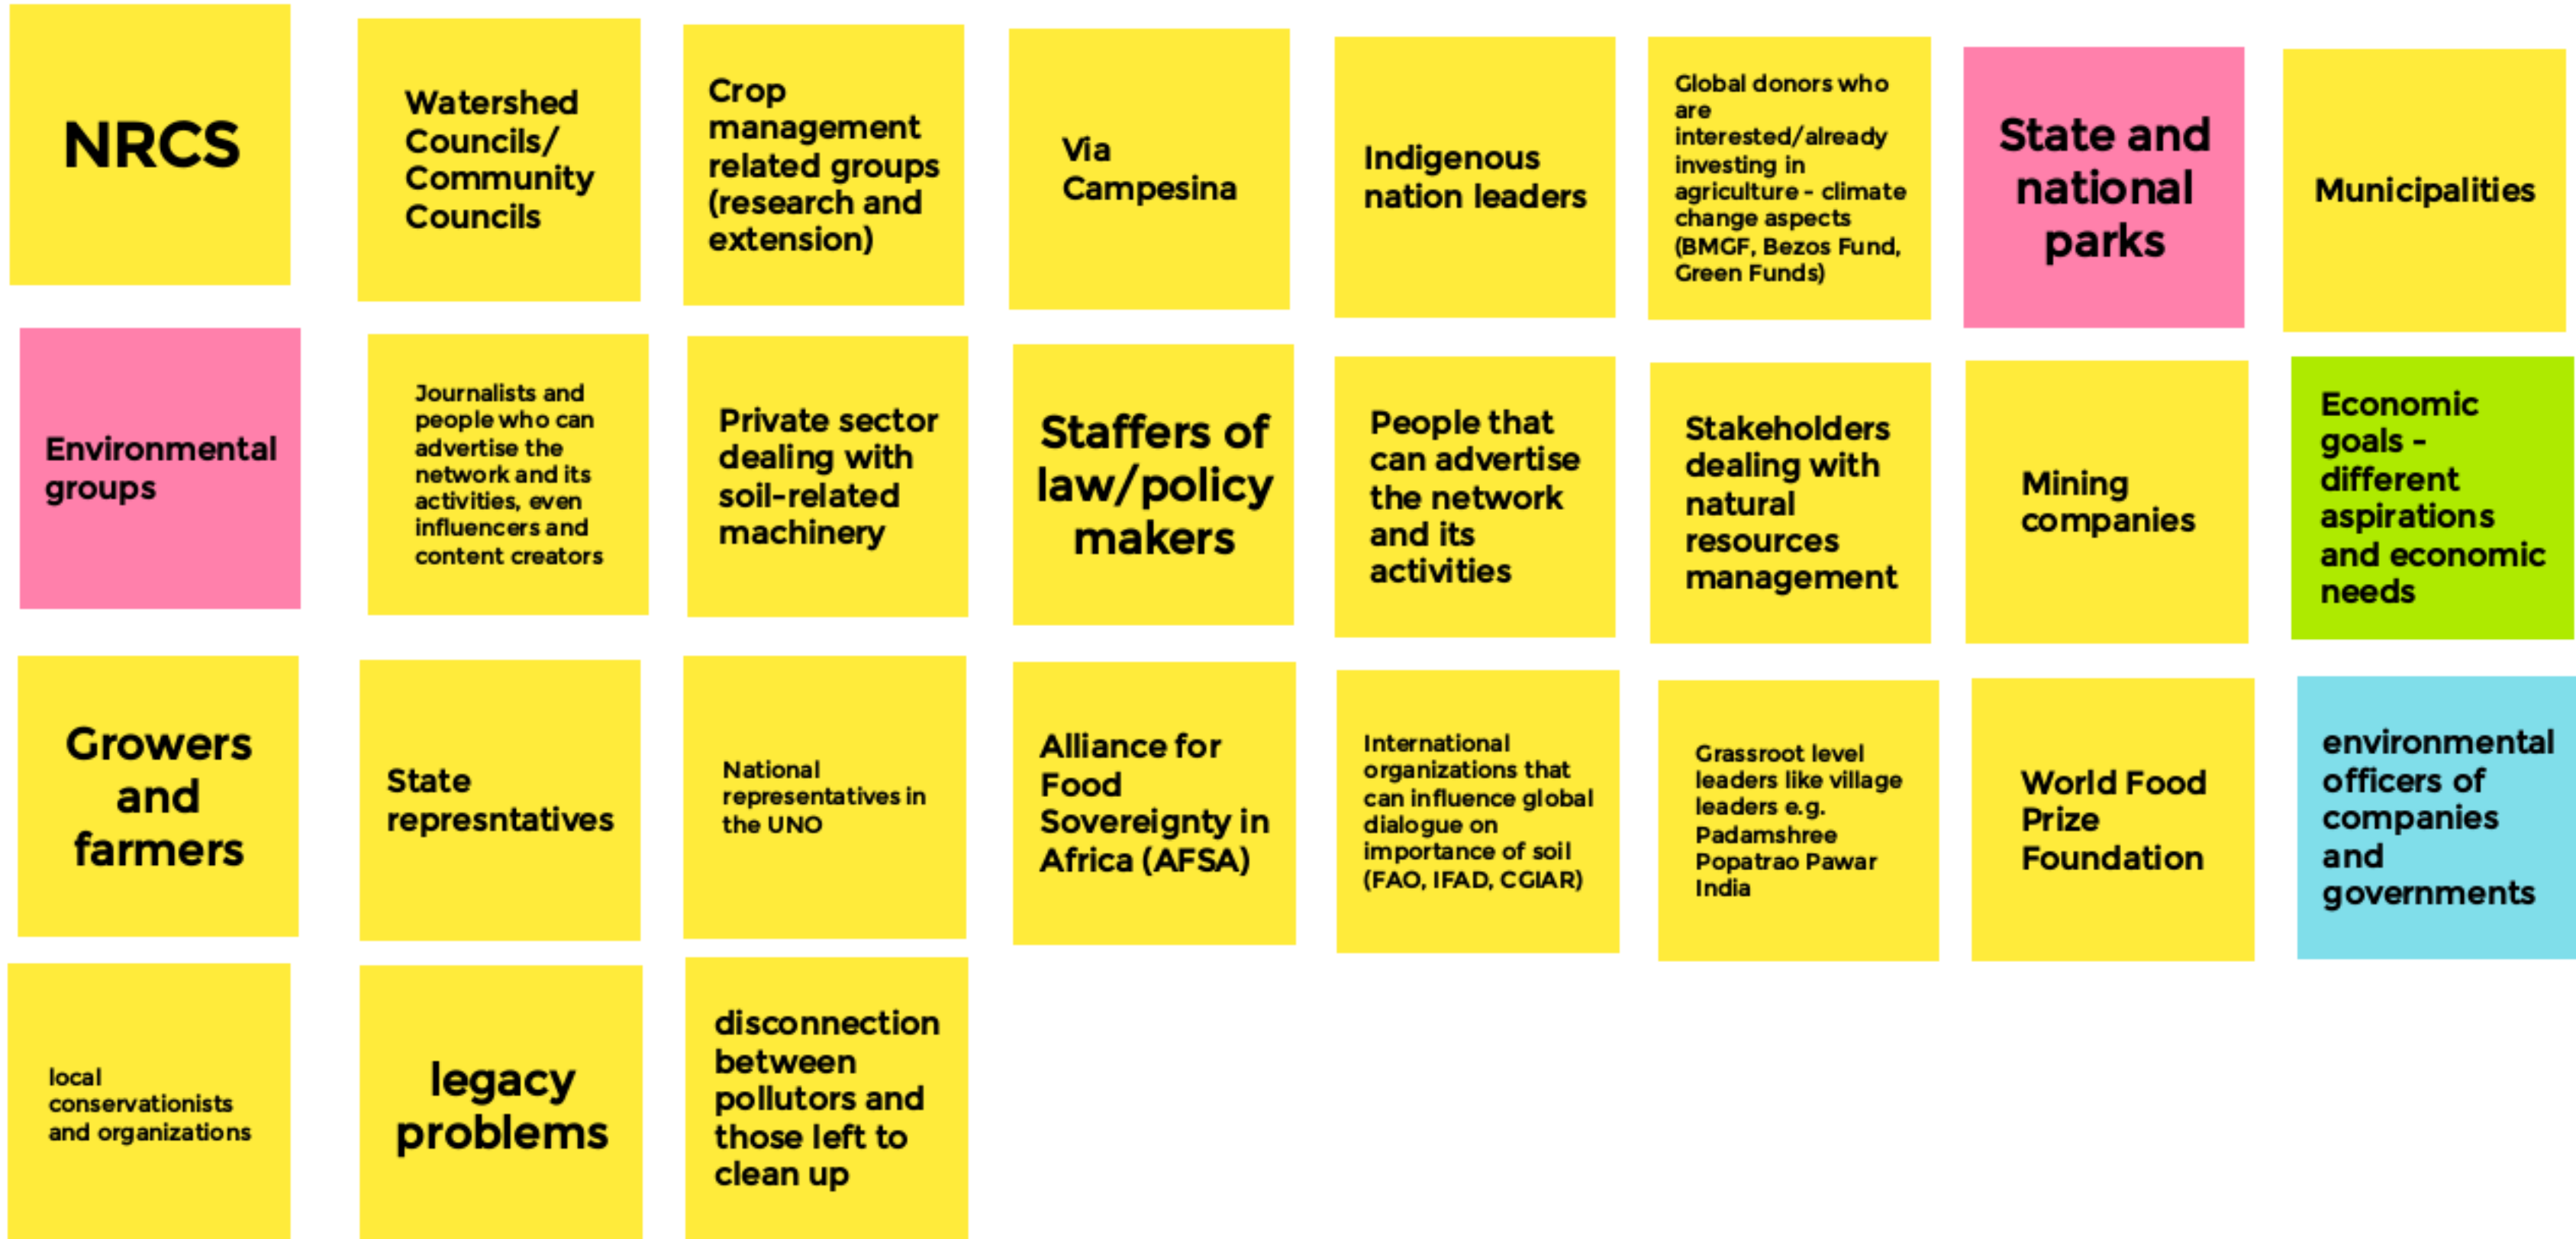 NRCS
Watershed
Councils/
Community
Councils
Crop
management
related groups
(research and
extension)
Via
Campesina
Indigenous
nation leaders
Global donors who
are
interested/already
investing in
agriculture - climate
change aspects
(BMGF, Bezos Fund,
Green Funds)
State and
national
parks
Municipalities
Environmental
groups
Journalists and
people who can
advertise the
network and its
activities, even
influencers and
content creators
Private sector
dealing with
soil-related
machinery
Staffers of
law/policy
makers
People that
can advertise
the network
and its
activities
Stakeholders
dealing with
natural
resources
management
Mining
companies
Economic
goals -
different
aspirations
and economic
needs
Growers
and
farmers
State
represntatives
National
representatives in
the UNO
Alliance for
Food
Sovereignty in
Africa (AFSA)
International
organizations that
can influence global
dialogue on
importance of soil
(FAO, IFAD, CGIAR)
Grassroot level
leaders like village
leaders e.g.
Padamshree
Popatrao Pawar
India
World Food
Prize
Foundation
environmental
officers of
companies
and
governments
local
conservationists
and organizations
legacy
problems
disconnection
between
pollutors and
those left to
clean up